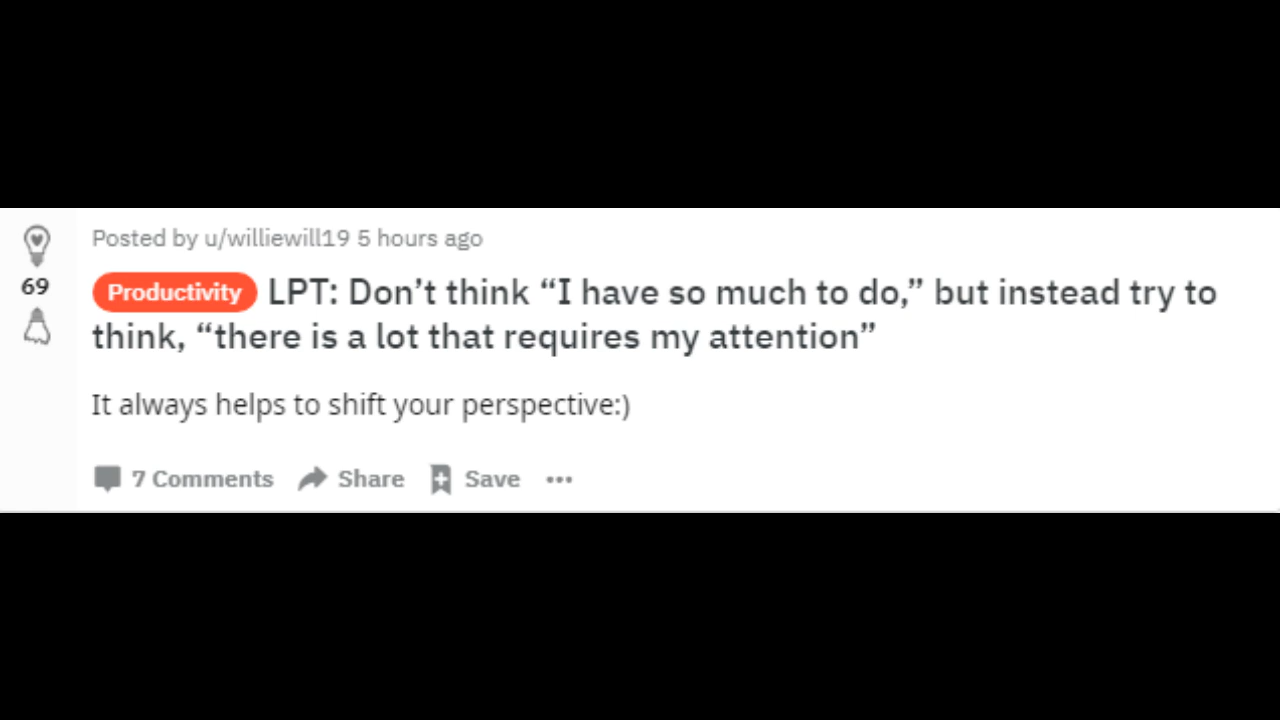 Posted by u/williewill19 5 hours ago
69
Productivity LPT: Don’t think “I have so much to do,” but instead try to
think, “there is a lot that requires my attention”
It always helps to shift your perspective:)
7 Comments Share Save ...